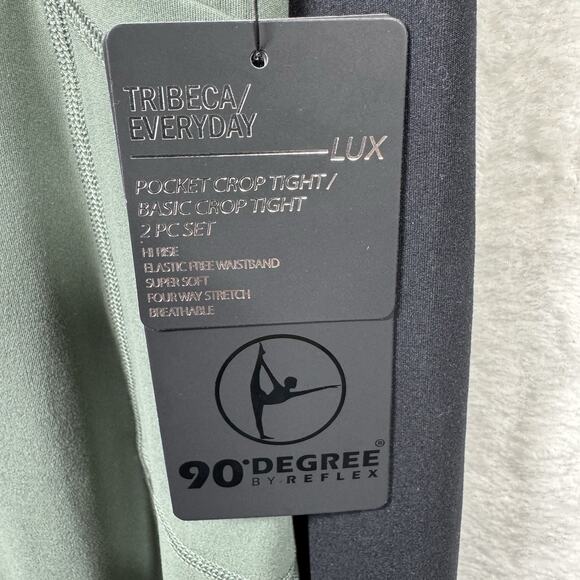 TRIBECA/
EVERYDAY
LUX
POCKET CROP TIGHT /
BASIC CROP TIGHT
2 PC SET
HI RISE
ELASTIC FREE WAISTBAND
SUPER SOFT
FOUR WAY STRETCH
BREATHABLE
90°DEGREE®
BY REFLEX